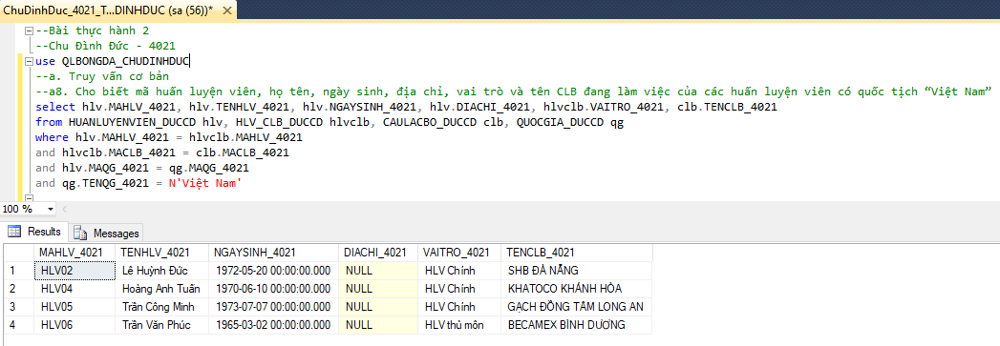 ChuDinhDuc_4021_T...DINHDUC (sa (56))* ×
--Bài thực hành 2
--Chu Đình Đức - 4021
use QLBONGDA_CHUDINHDUC
--a. Truy vấn cơ bản
--a8. Cho biết mã huấn luyện viên, họ tên, ngày sinh, địa chỉ, vai trò và tên CLB đang làm việc của các huấn luyện viên có quốc tịch “Việt Nam”
select hlv.MAHLV_4021, hlv.TENHLV_4021, hlv.NGAYSINH_4021, hlv.DIACHI_4021, hlvclb.VAITRO_4021, clb.TENCLB_4021
from HUANLUYENVIEN_DUCCD hlv, HLV_CLB_DUCCD hlvclb, CAULACBO_DUCCD clb, QUOCGIA_DUCCD qg
where hlv.MAHLV_4021 = hlvclb.MAHLV_4021
and hlvclb.MACLB_4021 = clb.MACLB_4021
and hlv.MAQG_4021 = qg.MAQG_4021
and qg.TENQG_4021 = N'Việt Nam'
100 %
Results Messages
MAHLV_4021 TENHLV_4021 NGAYSINH_4021 DIACHI_4021 VAITRO_4021 TENCLB_4021
1 HLV02 Lê Huỳnh Đức 1972-05-20 00:00:00.000 NULL HLV Chính SHB ĐÀ NẴNG
2 HLV04 Hoàng Anh Tuấn 1970-06-10 00:00:00.000 NULL HLV Chính KHATOCO KHÁNH HÒA
3 HLV05 Trần Công Minh 1973-07-07 00:00:00.000 NULL HLV Chính GẠCH ĐỒNG TÂM LONG AN
4 HLV06 Trần Văn Phúc 1965-03-02 00:00:00.000 NULL HLV thủ môn BECAMEX BÌNH DƯƠNG